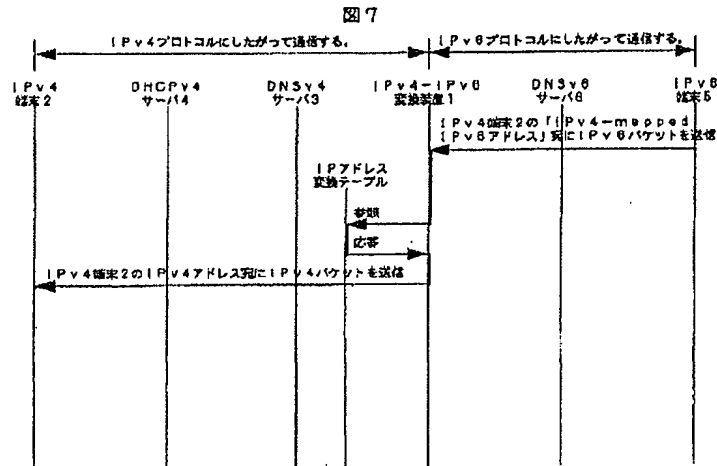 図7
IPv4プロトコルにしたがって通信する。
IPv6プロトコルにしたがって通信する。
IPv4
端末2
DHCPv4
サーバ4
DNSv4
サーバ3
IPv4-IPv6
変換装置1
DNSv6
サーバ6
IPv6
端末5
IPv4端末2の「IPv4-mapped
IPv6アドレス」宛にIPv6パケットを送信
IPアドレス
変換テーブル
参照
応答
IPv4端末2のIPv4アドレス宛にIPv4パケットを送信